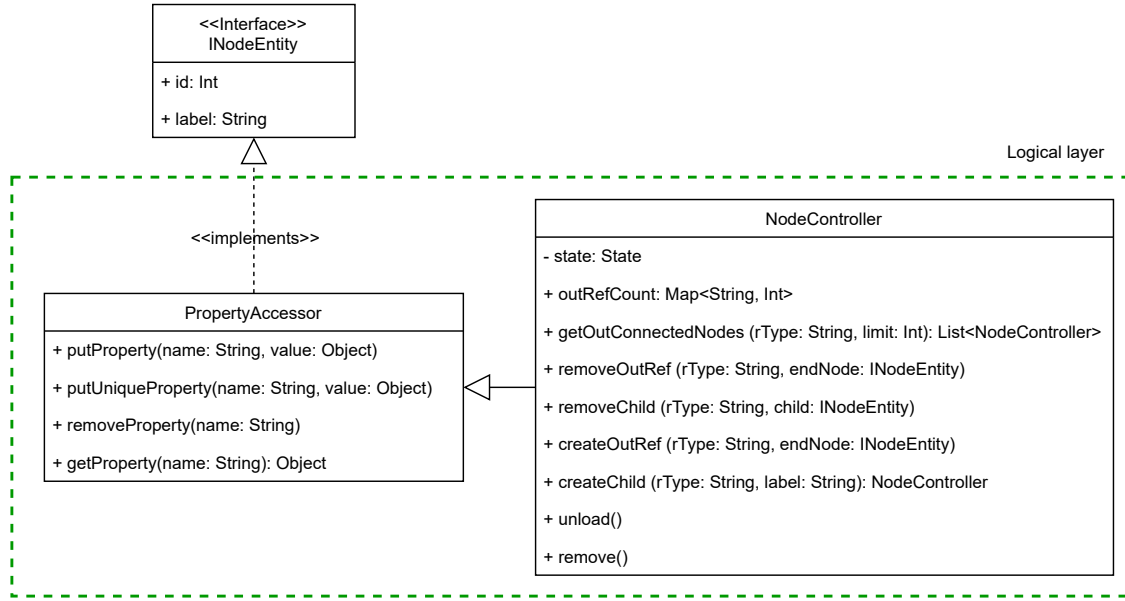 <<Interface>>
INodeEntity
+ id: Int
+ label: String
Logical layer
<<implements>>
PropertyAccessor
+ putProperty(name: String, value: Object)
+ putUniqueProperty(name: String, value: Object)
+ removeProperty(name: String)
+ getProperty(name: String): Object
NodeController
- state: State
+ outRefCount: Map<String, Int>
+ getOutConnectedNodes (rType: String, limit: Int): List<NodeController>
+ removeOutRef (rType: String, endNode: INodeEntity)
+ removeChild (rType: String, child: INodeEntity)
+ createOutRef (rType: String, endNode: INodeEntity)
+ createChild (rType: String, label: String): NodeController
+ unload()
+ remove()